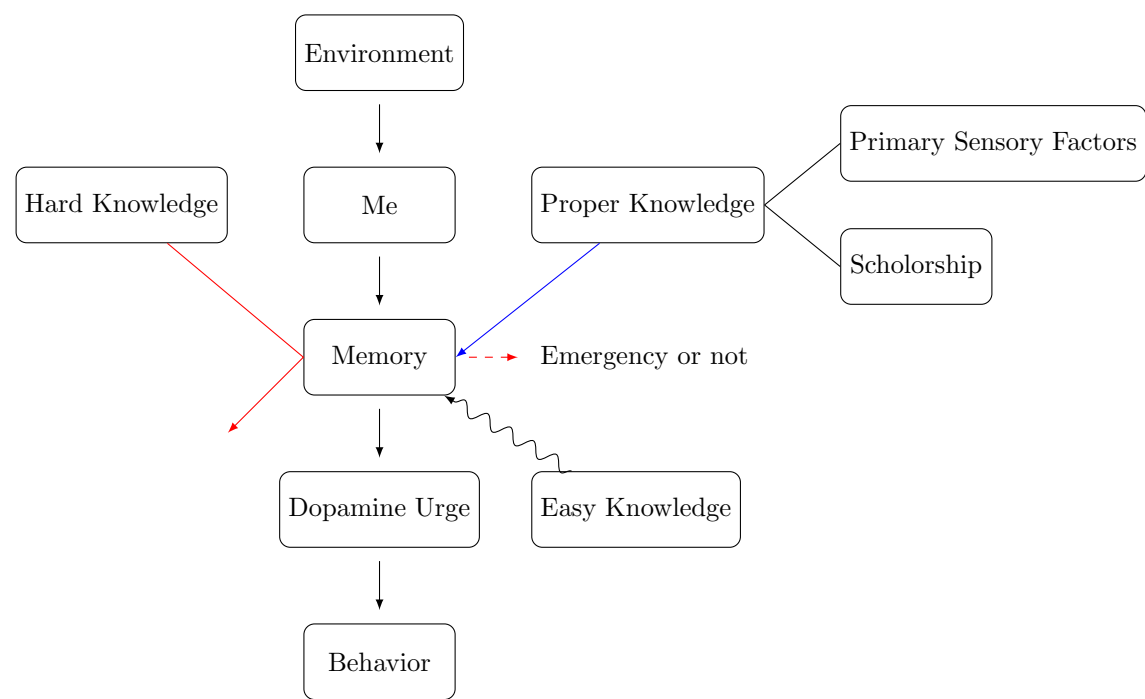 Environment
Primary Sensory Factors
Hard Knowledge
Me
Proper Knowledge
Scholorship
Memory
Emergency or not
Dopamine Urge
Easy Knowledge
Behavior